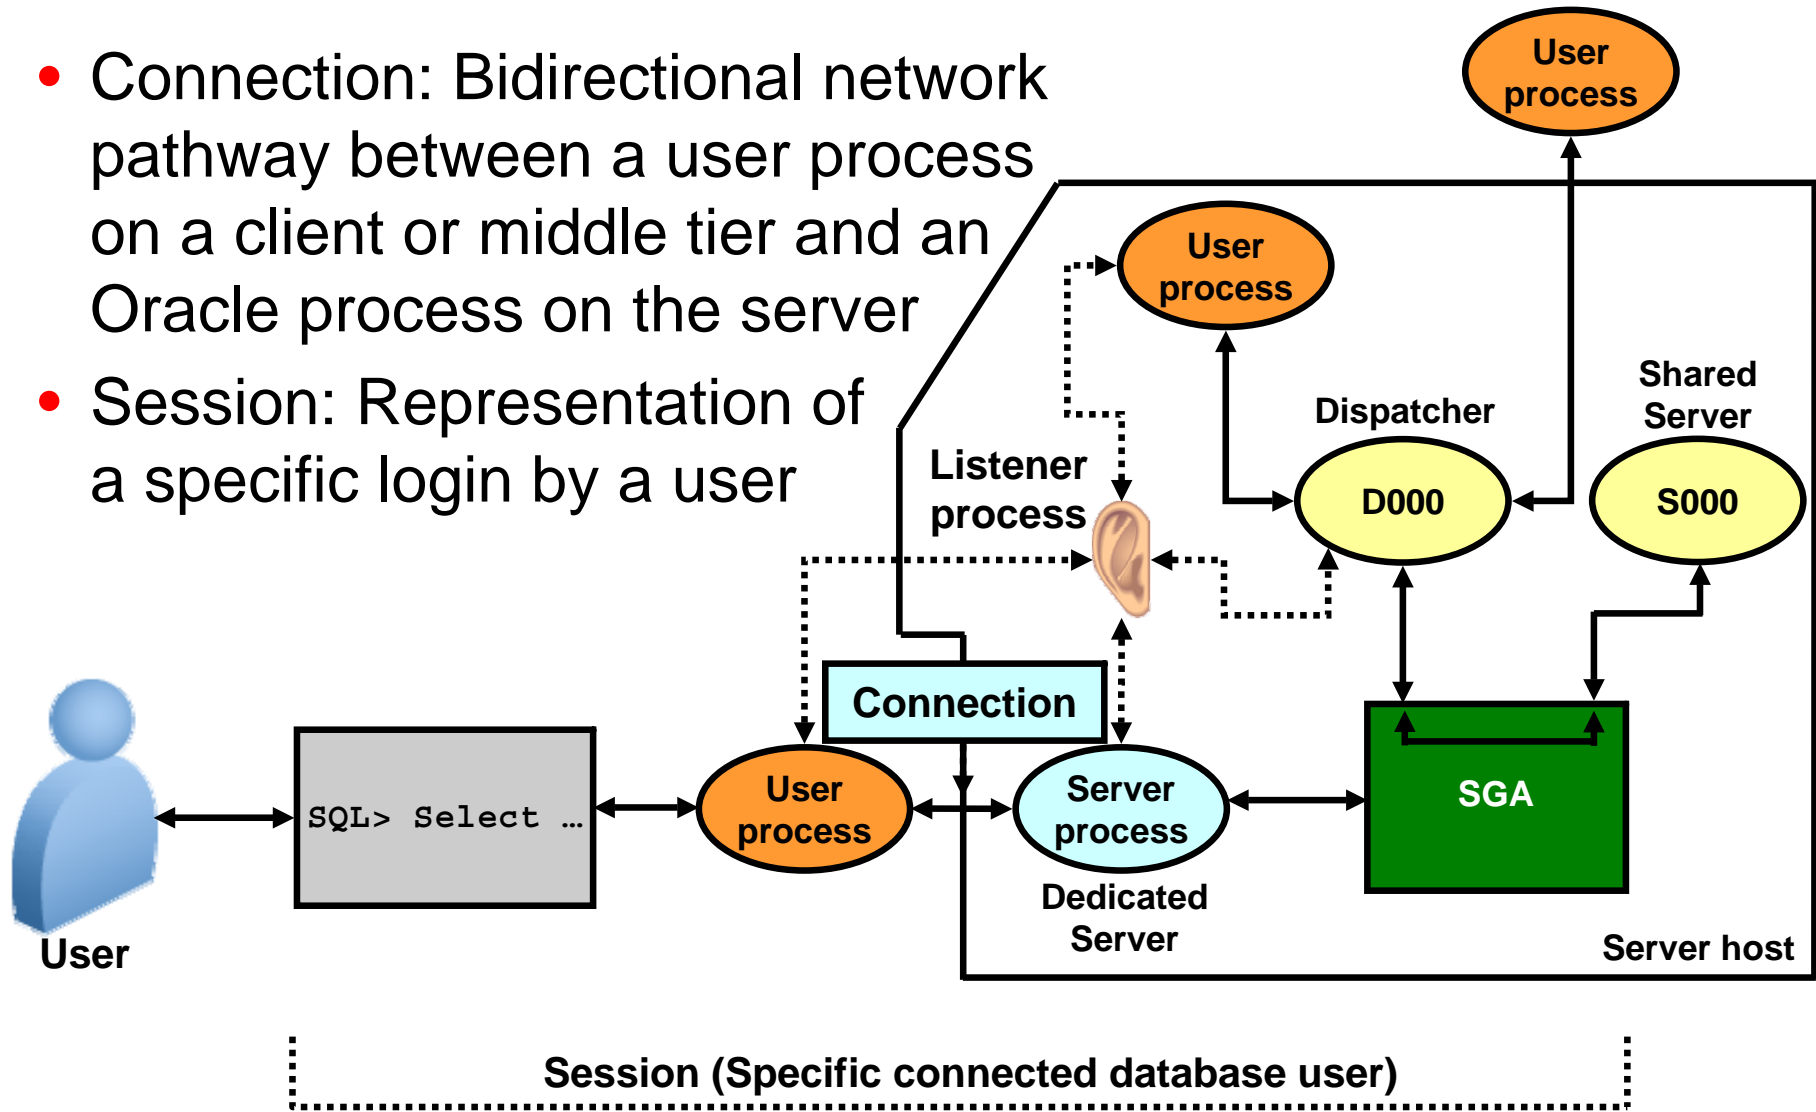 • Connection: Bidirectional network
pathway between a user process
on a client or middle tier and an
Oracle process on the server
• Session: Representation of
a specific login by a user
User
process
User
process
Shared
Server
Dispatcher
Listener
process
D000
S000
Connection
SQL> Select …
User
process
Server
process
SGA
Dedicated
Server
User
Server host
Session (Specific connected database user)